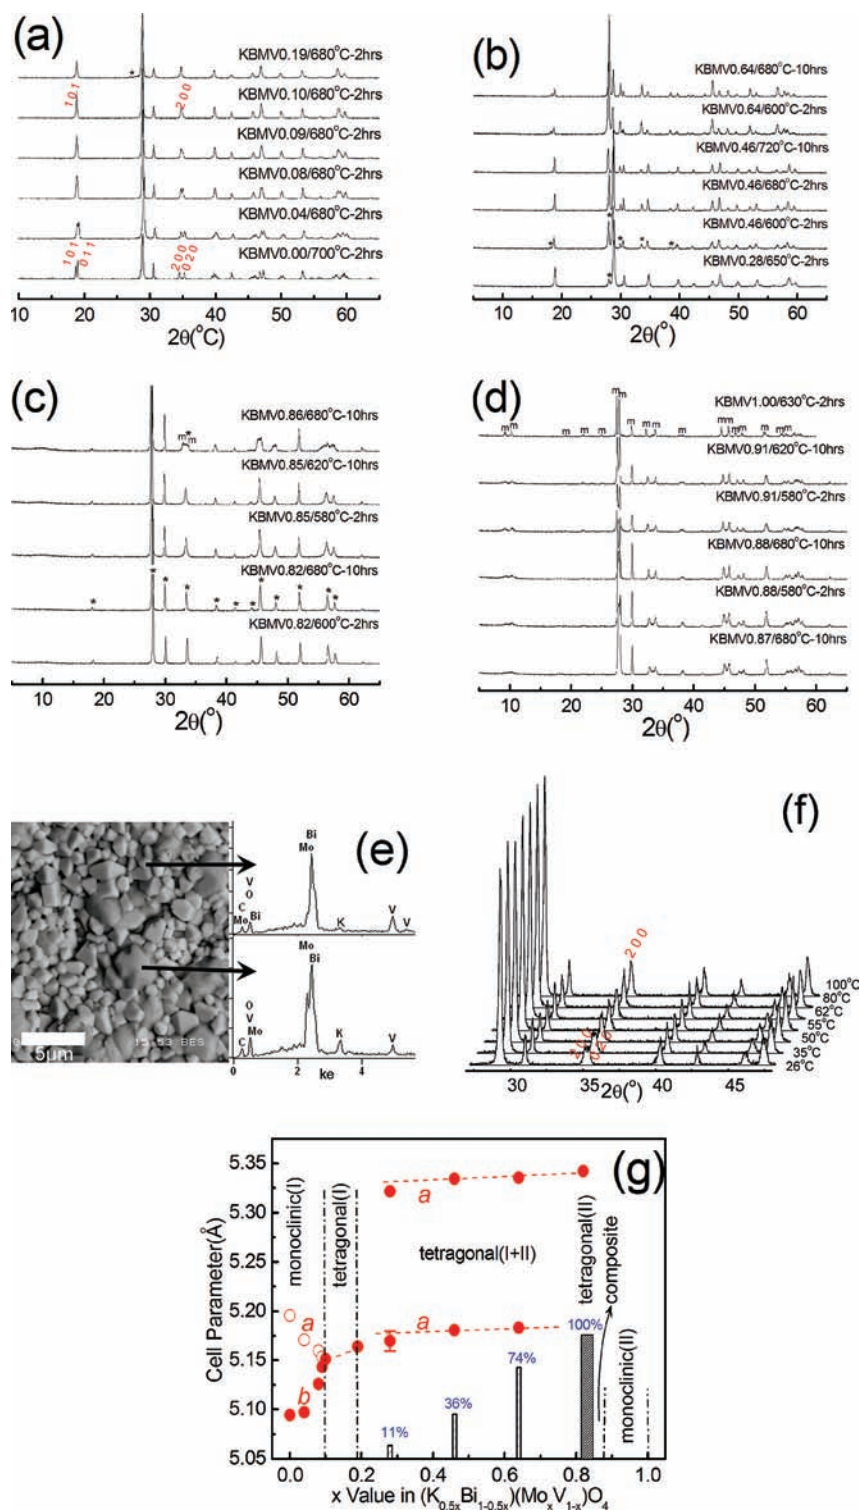 (a)
KBMV0.19/680°C-2hrs
*
101
200
KBMV0.10/680°C-2hrs
KBMV0.09/680°C-2hrs
KBMV0.08/680°C-2hrs
KBMV0.04/680°C-2hrs
101
011
200
020
KBMV0.00/700°C-2hrs
10 20 30 40 50 60
2θ(°C)
(b)
KBMV0.64/680°C-10hrs
KBMV0.64/600°C-2hrs
KBMV0.46/720°C-10hrs
KBMV0.46/680°C-2hrs
KBMV0.46/600°C-2hrs
* * * * *
KBMV0.28/650°C-2hrs
*
10 20 30 40 50 60
2θ(°)
(c)
KBMV0.86/680°C-10hrs
m * m
KBMV0.85/620°C-10hrs
KBMV0.85/580°C-2hrs
KBMV0.82/680°C-10hrs
* * * * * * * * * * *
KBMV0.82/600°C-2hrs
10 20 30 40 50 60
2θ(°)
(d)
KBMV1.00/630°C-2hrs
m m m m m m m m m m m m m m m m m m m
KBMV0.91/620°C-10hrs
KBMV0.91/580°C-2hrs
KBMV0.88/680°C-10hrs
KBMV0.88/580°C-2hrs
KBMV0.87/680°C-10hrs
10 20 30 40 50 60
2θ(°)
(e)
5μm
BES
Bi
Mo
V
O
C
Mo Bi
K
V
V
Mo
Bi
O
V
C Mo
K
V
0
ke
(f)
200
100°C
80°C
62°C
55°C
50°C
35°C
26°C
200
020
30 35 40 45
2θ(°)
(g)
5.35
5.30
5.20
5.15
5.10
5.05
Cell Parameter(Å)
monoclinic(I)
tetragonal(I)
tetragonal(I+II)
tetragonal(II)
composite
monoclinic(II)
a
a
a
b
11%
36%
74%
100%
0.0 0.2 0.4 0.6 0.8 1.0
x Value in (K0.5xBi1-0.5x)(MoxV1-x)O4